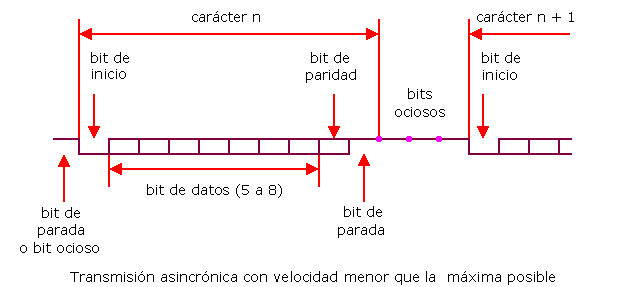 carácter n
carácter n + 1
bit de
inicio
bit de
paridad
bits
ociosos
bit de
inicio
bit de datos (5 a 8)
bit de
parada
o bit ocioso
bit de
parada
Transmisión asincrónica con velocidad menor que la máxima posible